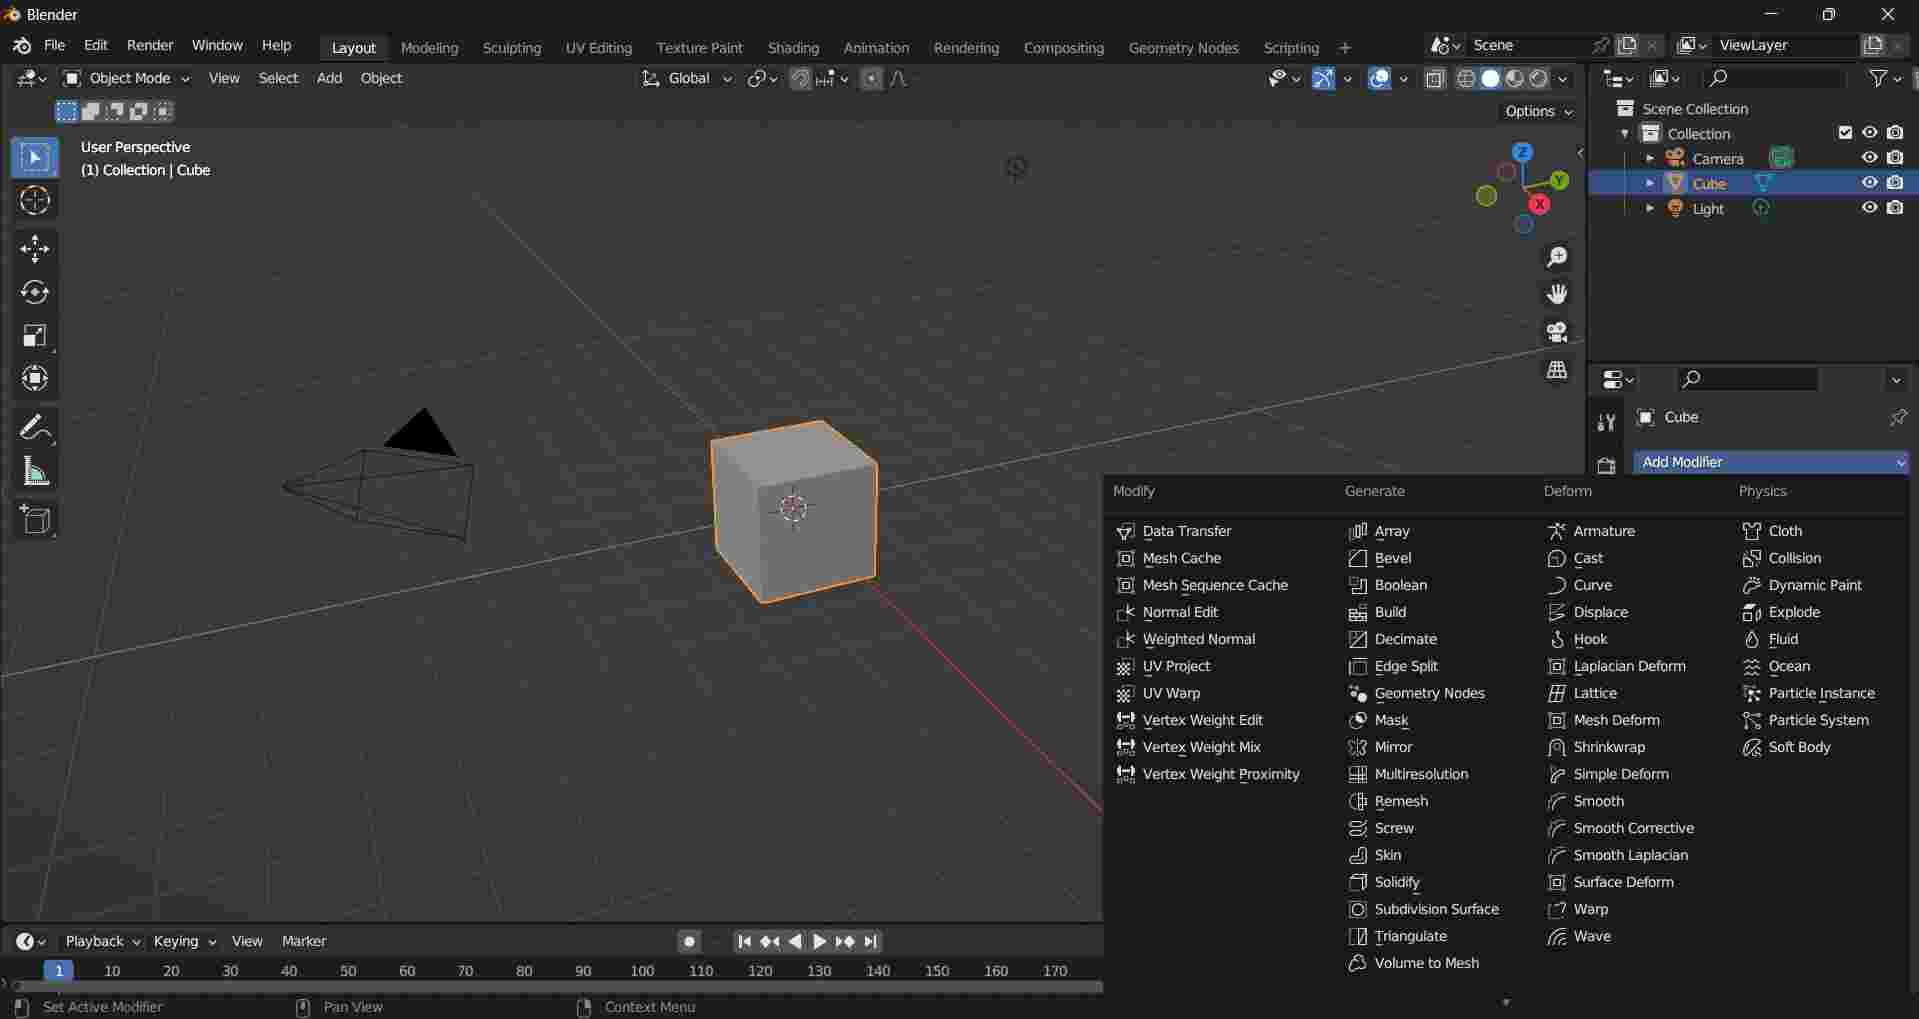 Blender
File Edit Render Window Help Layout Modeling Sculpting UV Editing Texture Paint Shading Animation Rendering Compositing Geometry Nodes Scripting + Scene ViewLayer
Object Mode View Select Add Object Global
Options
User Perspective
(1) Collection | Cube
Z
Y
X
Scene Collection
Collection
Camera
Cube
Light
Cube
Add Modifier
Modify
Data Transfer
Mesh Cache
Mesh Sequence Cache
Normal Edit
Weighted Normal
UV Project
UV Warp
Vertex Weight Edit
Vertex Weight Mix
Vertex Weight Proximity
Generate
Array
Bevel
Boolean
Build
Decimate
Edge Split
Geometry Nodes
Mask
Mirror
Multiresolution
Remesh
Screw
Skin
Solidify
Subdivision Surface
Triangulate
Volume to Mesh
Deform
Armature
Cast
Curve
Displace
Hook
Laplacian Deform
Lattice
Mesh Deform
Shrinkwrap
Simple Deform
Smooth
Smooth Corrective
Smooth Laplacian
Surface Deform
Warp
Wave
Physics
Cloth
Collision
Dynamic Paint
Explode
Fluid
Ocean
Particle Instance
Particle System
Soft Body
Playback Keying View Marker
1 10 20 30 40 50 60 70 80 90 100 110 120 130 140 150 160 170
Set Active Modifier Pan View Context Menu